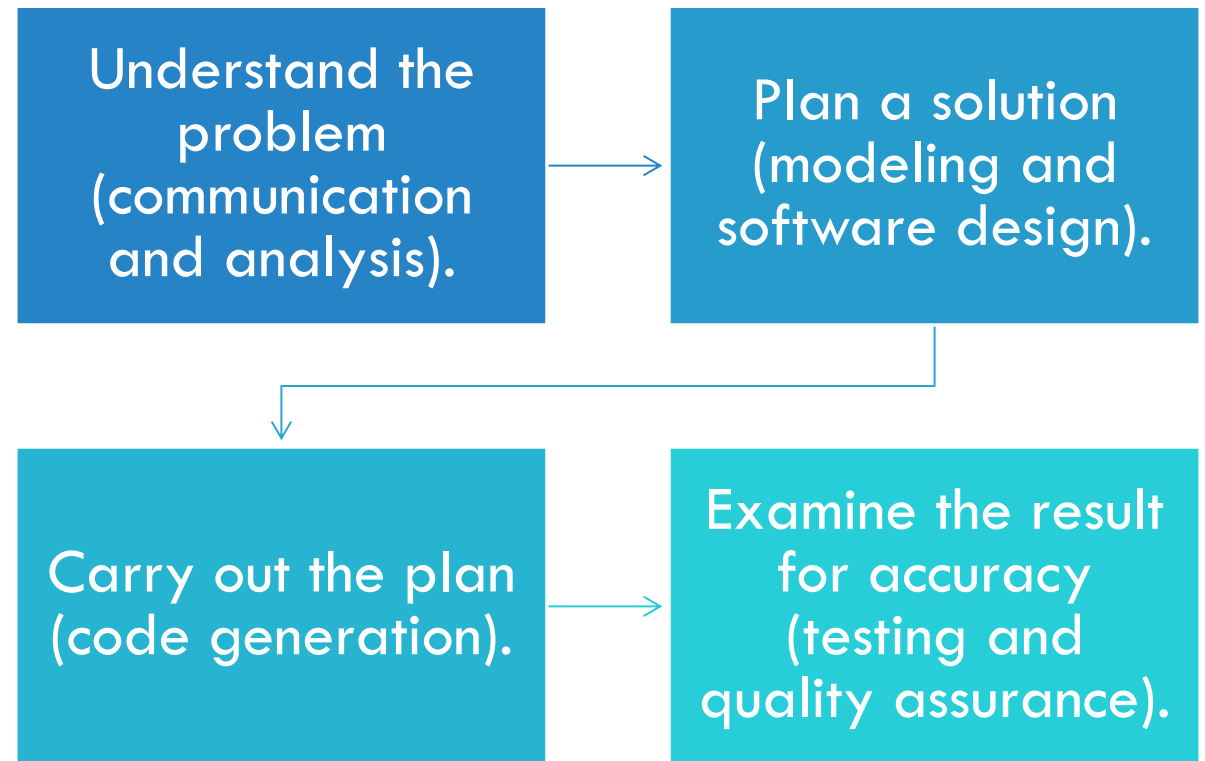 Understand the
problem
(communication
and analysis).
Plan a solution
(modeling and
software design).
Carry out the plan
(code generation).
Examine the result
for accuracy
(testing and
quality assurance).